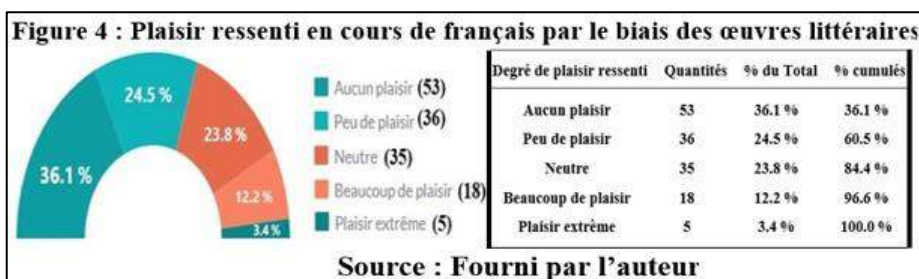 Figure 4 : Plaisir ressenti en cours de français par le biais des œuvres littéraires
36.1 %
24.5 %
23.8 %
12.2 %
3.4 %
Aucun plaisir (53)
Peu de plaisir (36)
Neutre (35)
Beaucoup de plaisir (18)
Plaisir extrême (5)
Degré de plaisir ressenti Quantités % du Total % cumulés
Aucun plaisir 53 36.1 % 36.1 %
Peu de plaisir 36 24.5 % 60.5 %
Neutre 35 23.8 % 84.4 %
Beaucoup de plaisir 18 12.2 % 96.6 %
Plaisir extrême 5 3.4 % 100.0 %
Source : Fourni par l’auteur